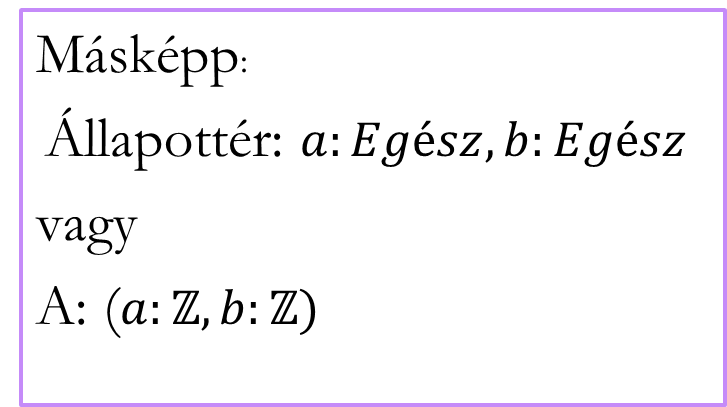 Másképp:
Állapottér: a: Egész, b: Egész
vagy
A: (a: ℤ, b: ℤ)